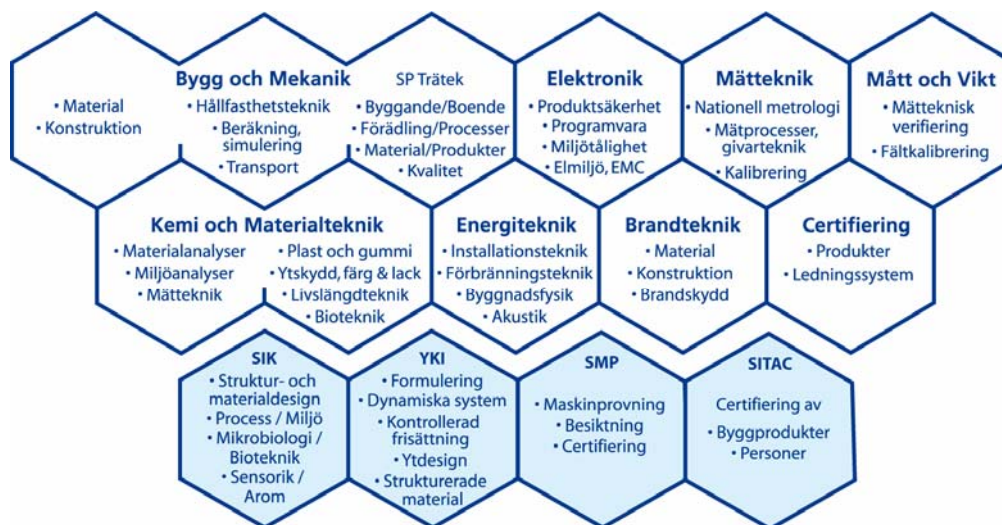 Bygg och Mekanik
• Material
• Konstruktion
• Hållfasthetsteknik
• Beräkning,
simulering
• Transport
SP Trätek
• Byggande/Boende
• Förädling/Processer
• Material/Produkter
• Kvalitet
Elektronik
• Produktsäkerhet
• Programvara
• Miljötålighet
• Elmiljö, EMC
Mätteknik
• Nationell metrologi
• Mätprocesser,
givarteknik
• Kalibrering
Mått och Vikt
• Mätteknisk
verifiering
• Fältkalibrering
Kemi och Materialteknik
• Materialanalyser
• Miljöanalyser
• Mätteknik
• Plast och gummi
• Ytskydd, färg & lack
• Livslängdteknik
• Bioteknik
Energiteknik
• Installationsteknik
• Förbränningsteknik
• Byggnadsfysik
• Akustik
Brandteknik
• Material
• Konstruktion
• Brandskydd
Certifiering
• Produkter
• Ledningssystem
SIK
• Struktur- och
materialdesign
• Process / Miljö
• Mikrobiologi /
Bioteknik
• Sensorik /
Arom
YKI
• Formulering
• Dynamiska system
• Kontrollerad
frisättning
• Ytdesign
• Strukturerade
material
SMP
• Maskinprovning
• Besiktning
• Certifiering
SITAC
Certifiering av
• Byggprodukter
• Personer